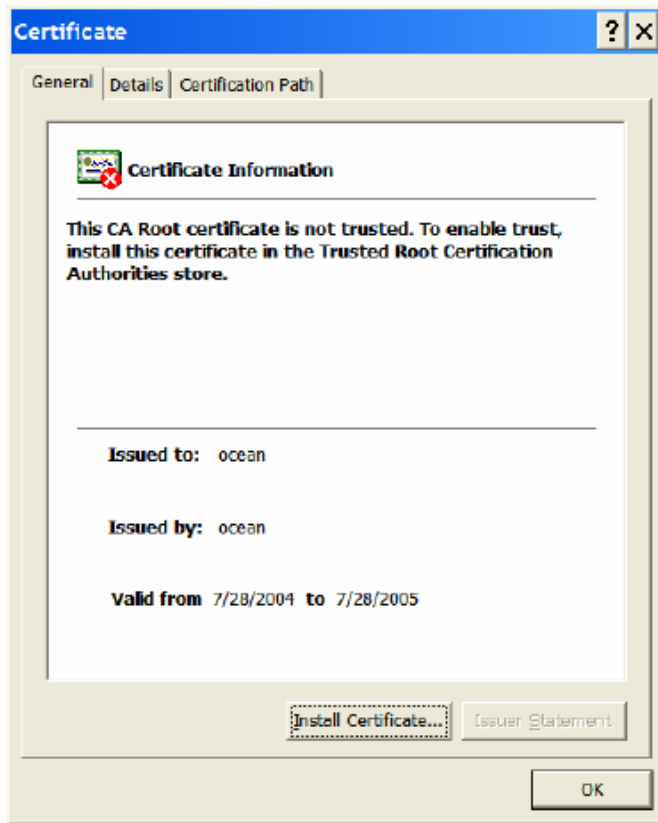 Certificate
General Details Certification Path
Certificate Information
This CA Root certificate is not trusted. To enable trust,
install this certificate in the Trusted Root Certification
Authorities store.
Issued to: ocean
Issued by: ocean
Valid from 7/28/2004 to 7/28/2005
Install Certificate... Issuer Statement
OK